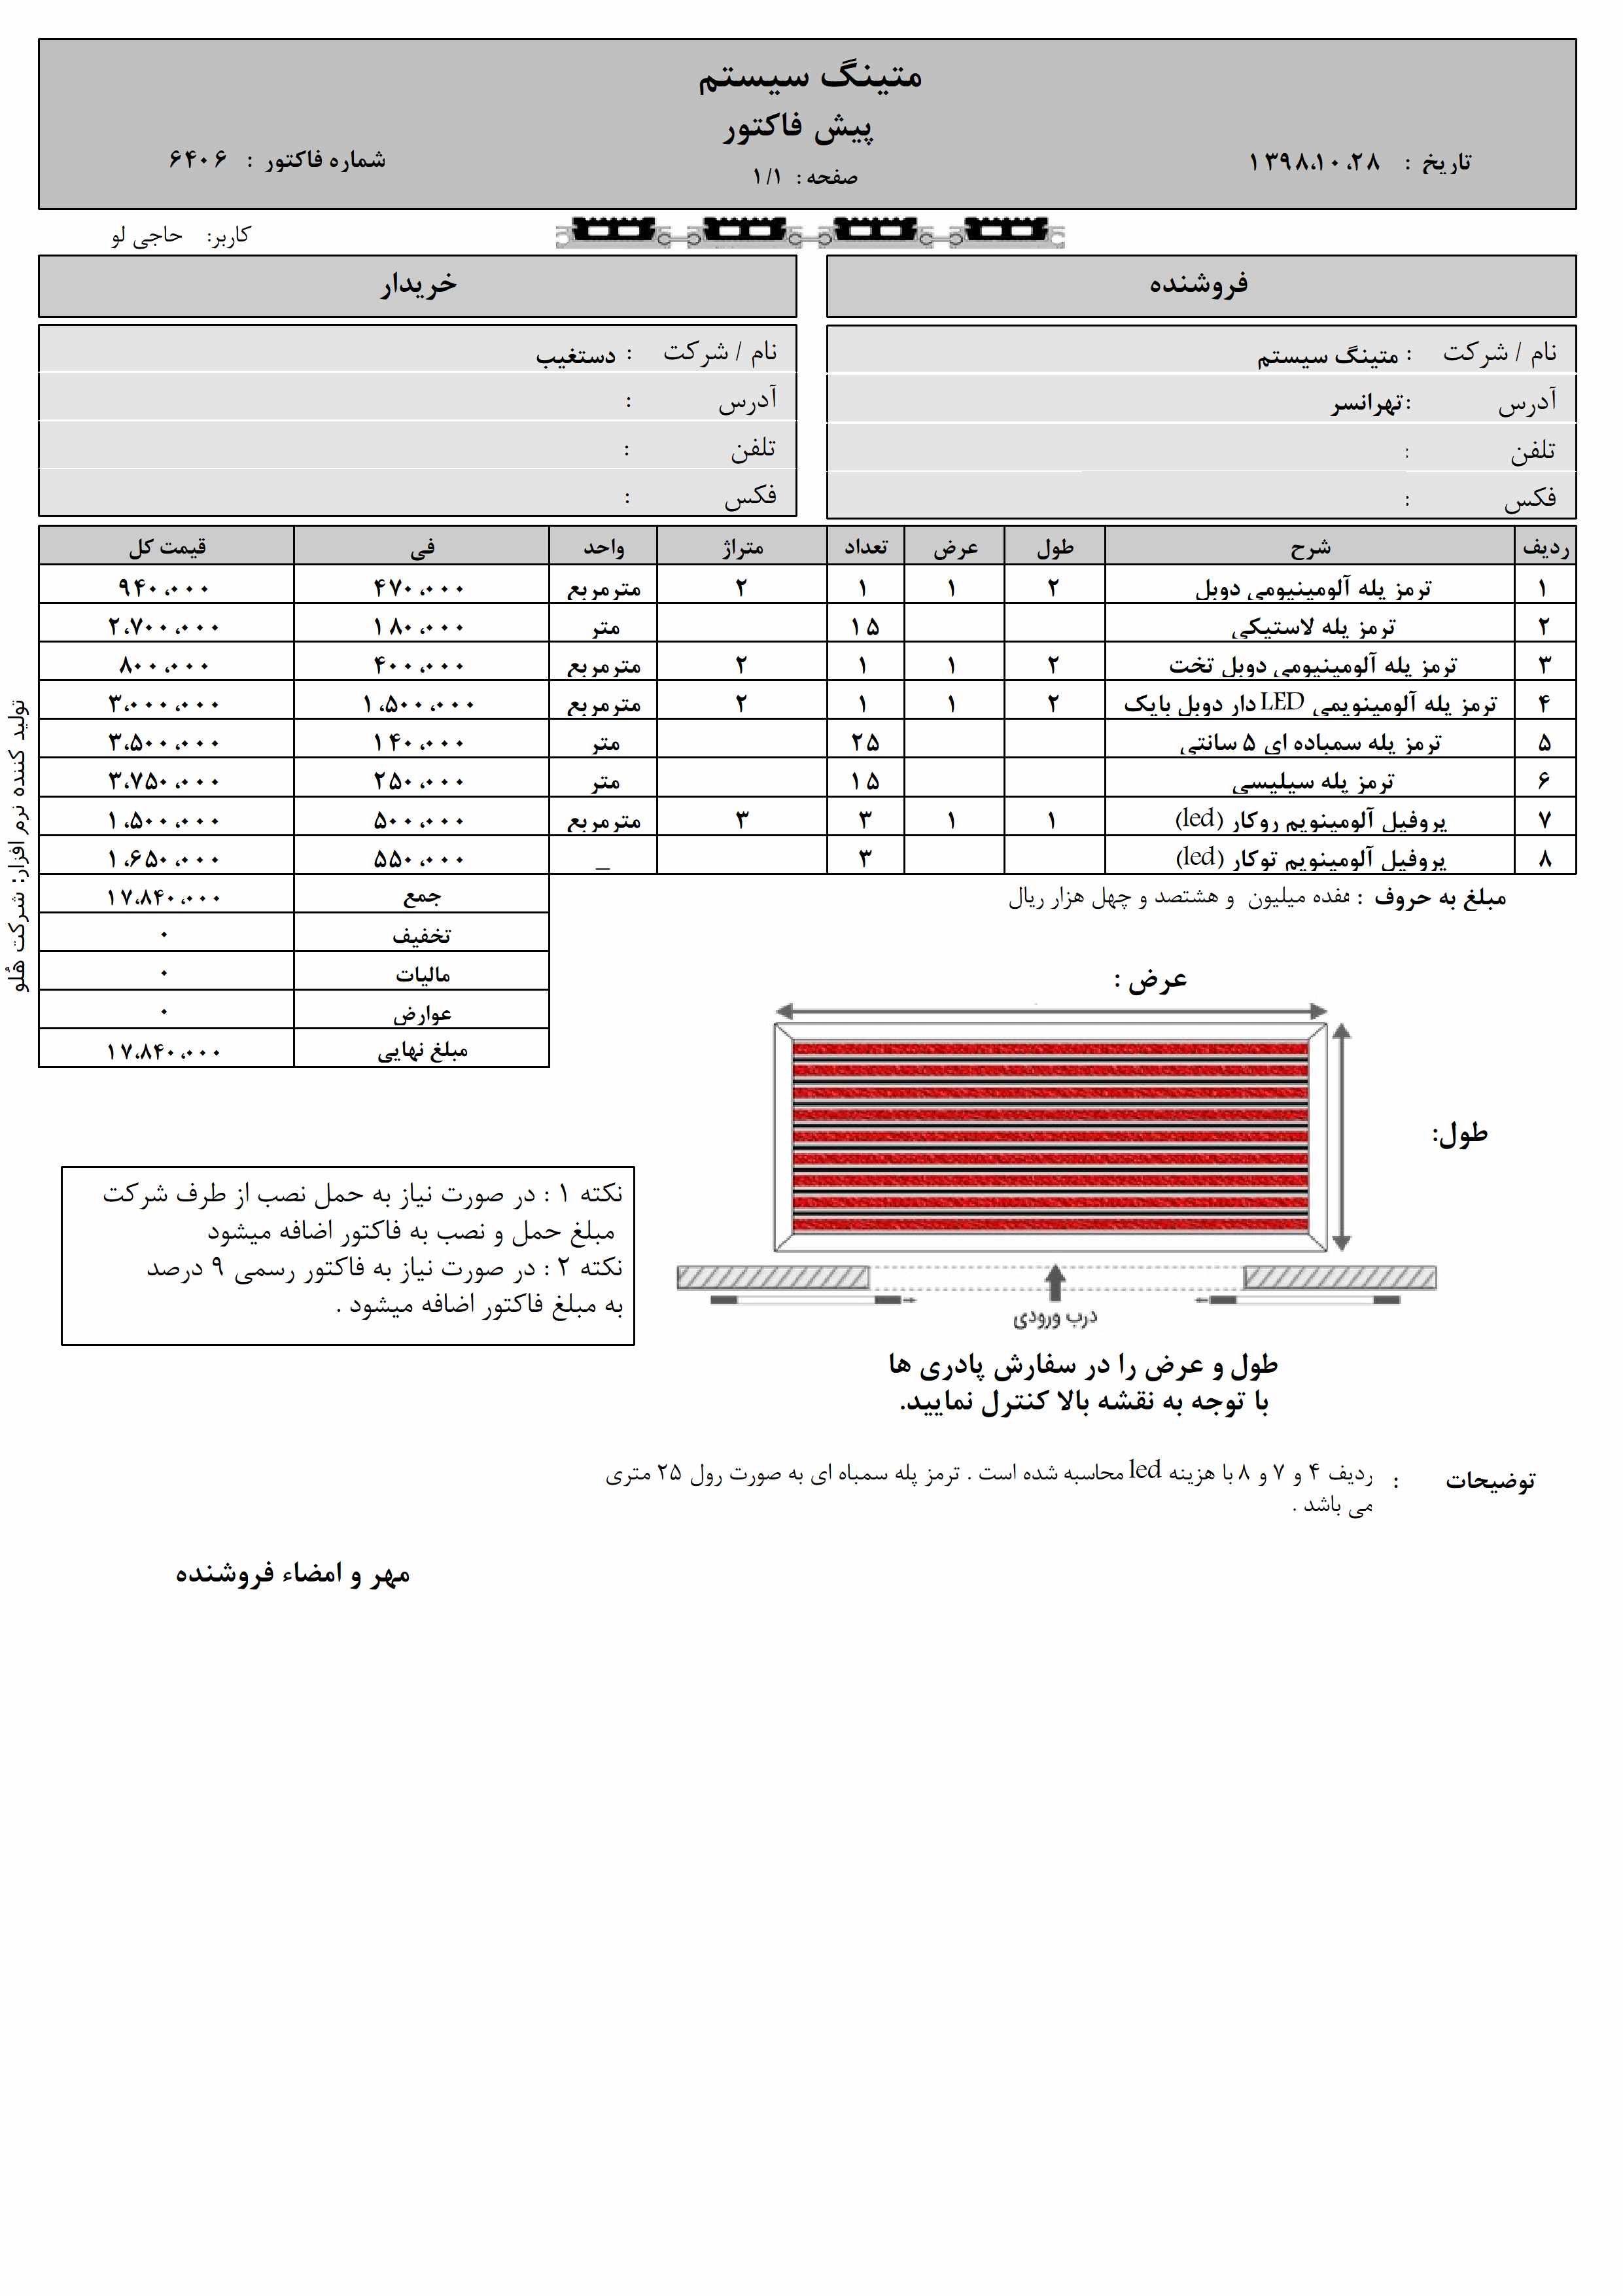 متینگ سیستم
پیش فاکتور
تاریخ : ۱۳۹۸،۱۰،۲۸
صفحه : ۱/۱
شماره فاکتور : ۶۴۰۶
کاربر: حاجی لو
فروشنده
نام / شرکت : متینگ سیستم
آدرس : تهرانسر
تلفن :
فکس :
خریدار
نام / شرکت : دستغیب
آدرس :
تلفن :
فکس :
ردیف شرح طول عرض تعداد متراژ واحد فی قیمت کل
۱ ترمز پله آلومینیومی دوبل ۲ ۱ ۱ ۲ مترمربع ۴۷۰،۰۰۰ ۹۴۰،۰۰۰
۲ ترمز پله لاستیکی ۱۵ متر ۱۸۰،۰۰۰ ۲،۷۰۰،۰۰۰
۳ ترمز پله آلومینیومی دوبل تخت ۲ ۱ ۱ ۲ مترمربع ۴۰۰،۰۰۰ ۸۰۰،۰۰۰
۴ ترمز پله آلومینویمی LED دار دوبل بایک ۲ ۱ ۱ ۲ مترمربع ۱،۵۰۰،۰۰۰ ۳،۰۰۰،۰۰۰
۵ ترمز پله سمباده ای ۵ سانتی ۲۵ متر ۱۴۰،۰۰۰ ۳،۵۰۰،۰۰۰
۶ ترمز پله سیلیسی ۱۵ متر ۲۵۰،۰۰۰ ۳،۷۵۰،۰۰۰
۷ پروفیل آلومینویم روکار (led) ۱ ۱ ۳ ۳ مترمربع ۵۰۰،۰۰۰ ۱،۵۰۰،۰۰۰
۸ پروفیل آلومینویم توکار (led) ۳ _ ۵۵۰،۰۰۰ ۱،۶۵۰،۰۰۰
مبلغ به حروف : هفده میلیون و هشتصد و چهل هزار ریال
جمع ۱۷،۸۴۰،۰۰۰
تخفیف ۰
مالیات ۰
عوارض ۰
مبلغ نهایی ۱۷،۸۴۰،۰۰۰
تولید کننده نرم افزار: شرکت هُلو
عرض :
طول:
درب ورودی
طول و عرض را در سفارش پادری ها
با توجه به نقشه بالا کنترل نمایید.
نکته ۱ : در صورت نیاز به حمل نصب از طرف شرکت
مبلغ حمل و نصب به فاکتور اضافه میشود
نکته ۲ : در صورت نیاز به فاکتور رسمی ۹ درصد
به مبلغ فاکتور اضافه میشود .
توضیحات : ردیف ۴ و ۷ و ۸ با هزینه led محاسبه شده است . ترمز پله سمباه ای به صورت رول ۲۵ متری
می باشد .
مهر و امضاء فروشنده